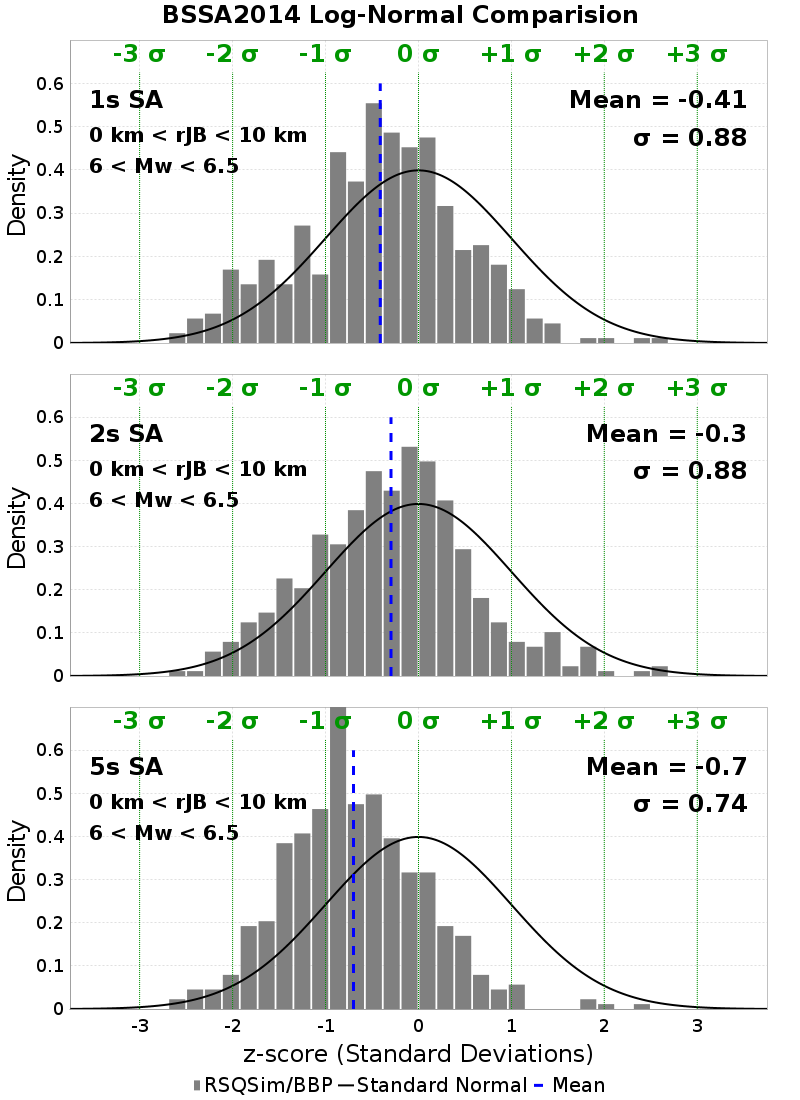 BSSA2014 Log-Normal Comparision
-3 σ -2 σ -1 σ 0 σ +1 σ +2 σ +3 σ
1s SA
0 km < rJB < 10 km
6 < Mw < 6.5
Mean = -0.41
σ = 0.88
Density
0.6
0.5
0.4
0.3
0.2
0.1
0
-3 σ -2 σ -1 σ 0 σ +1 σ +2 σ +3 σ
2s SA
0 km < rJB < 10 km
6 < Mw < 6.5
Mean = -0.3
σ = 0.88
Density
0.6
0.5
0.4
0.3
0.2
0.1
0
-3 σ -2 σ -1 σ 0 σ +1 σ +2 σ +3 σ
5s SA
0 km < rJB < 10 km
6 < Mw < 6.5
Mean = -0.7
σ = 0.74
Density
0.6
0.5
0.4
0.3
0.2
0.1
0
-3 -2 -1 0 1 2 3
z-score (Standard Deviations)
RSQSim/BBP Standard Normal Mean